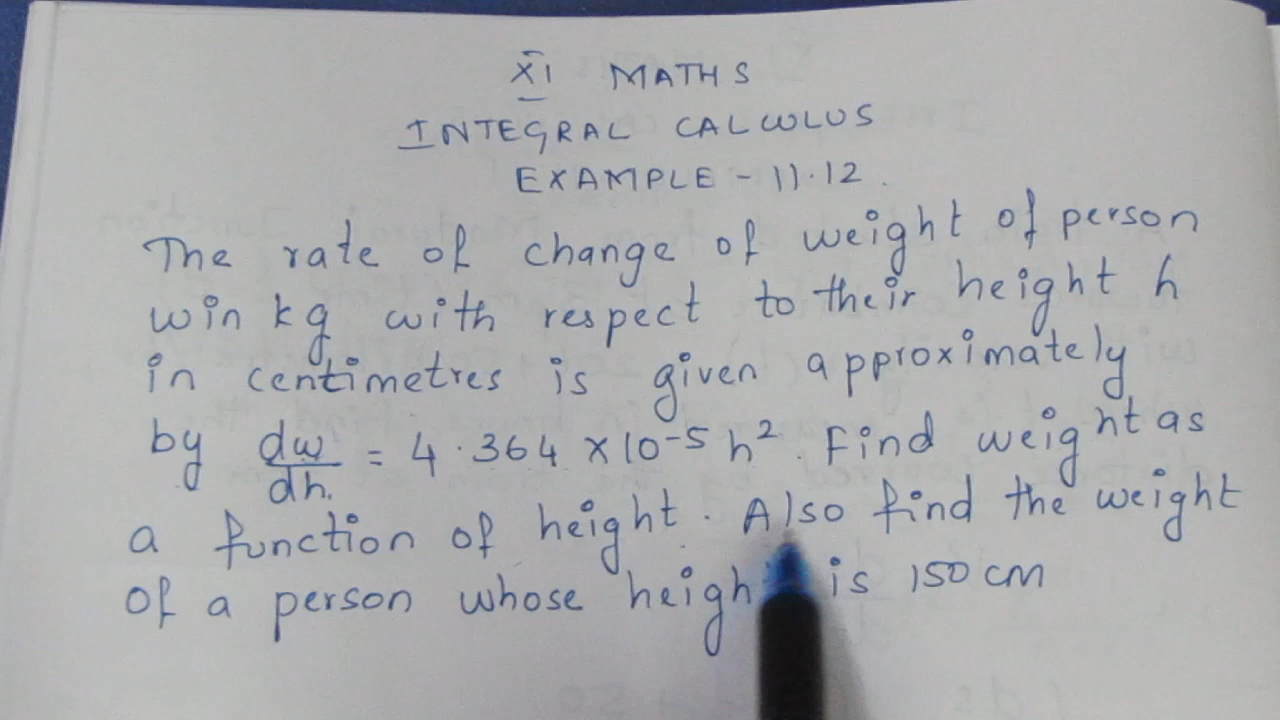 XI MATHS
INTEGRAL CALCULUS
EXAMPLE - 11.12.
The rate of change of weight of person
w in kg with respect to their height h
in centimetres is given approximately
by dw/dh. = 4.364 × 10⁻⁵ h². Find weight as
a function of height. Also find the weight
of a person whose height is 150 cm